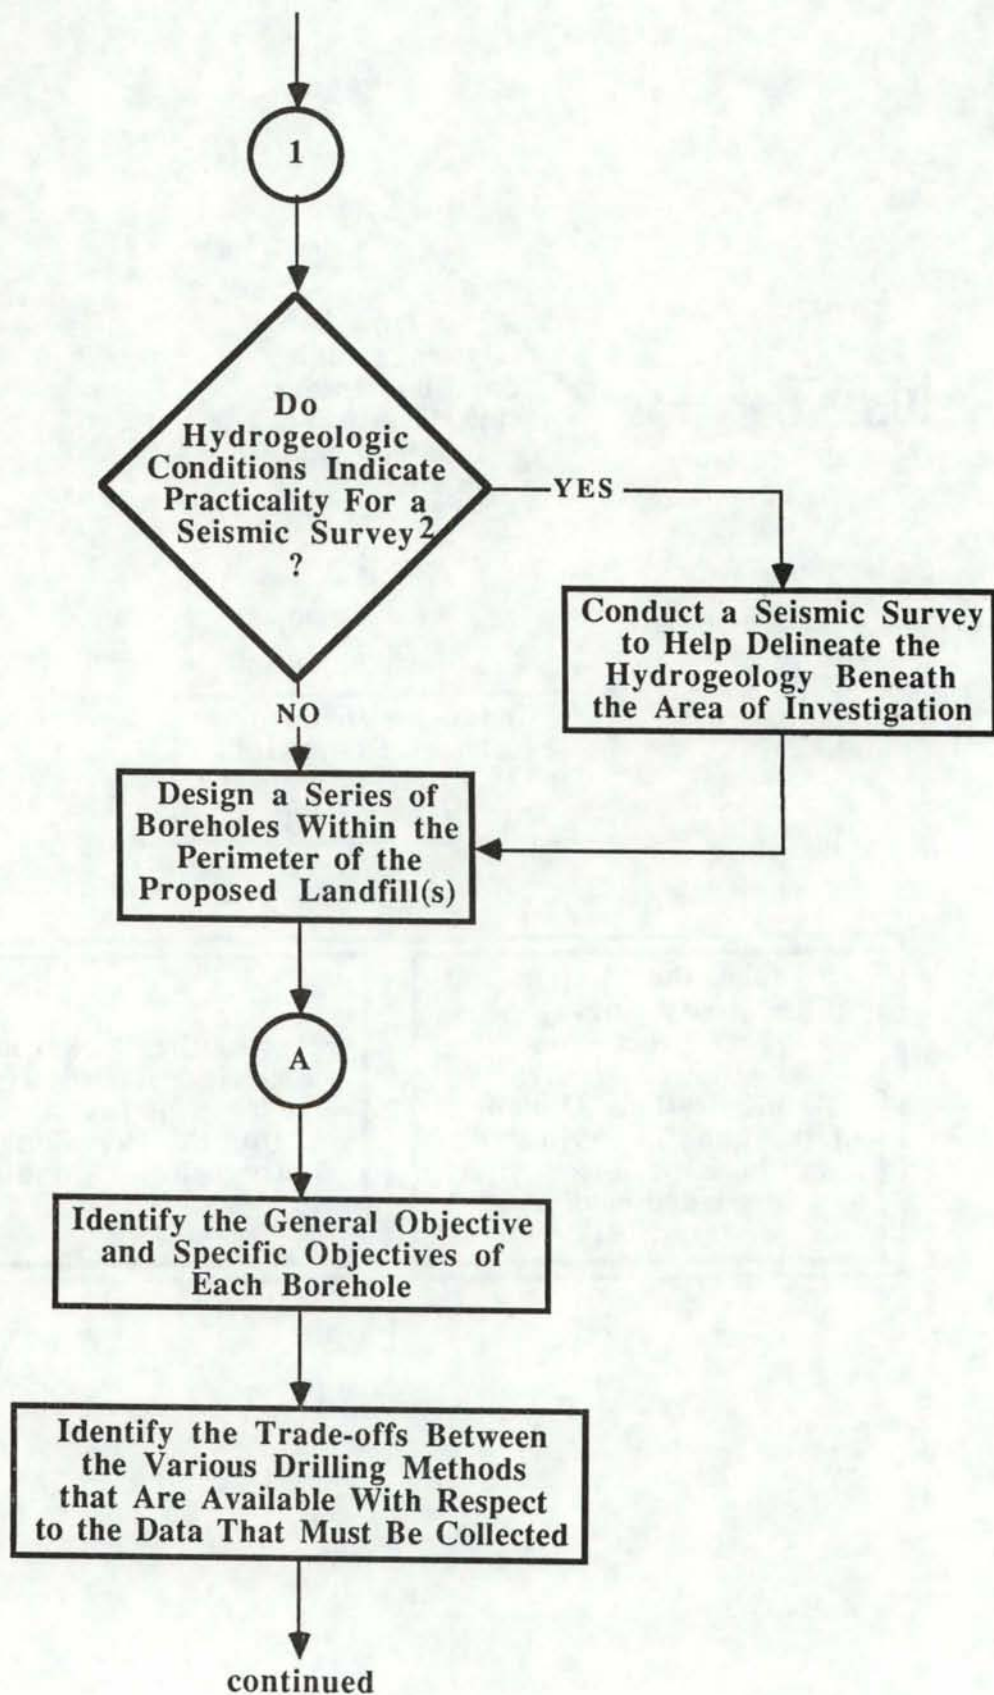 1
Do
Hydrogeologic
Conditions Indicate
Practicality For a
Seismic Survey2
?
YES
Conduct a Seismic Survey
to Help Delineate the
Hydrogeology Beneath
the Area of Investigation
NO
Design a Series of
Boreholes Within the
Perimeter of the
Proposed Landfill(s)
A
Identify the General Objective
and Specific Objectives of
Each Borehole
Identify the Trade-offs Between
the Various Drilling Methods
that Are Available With Respect
to the Data That Must Be Collected
continued